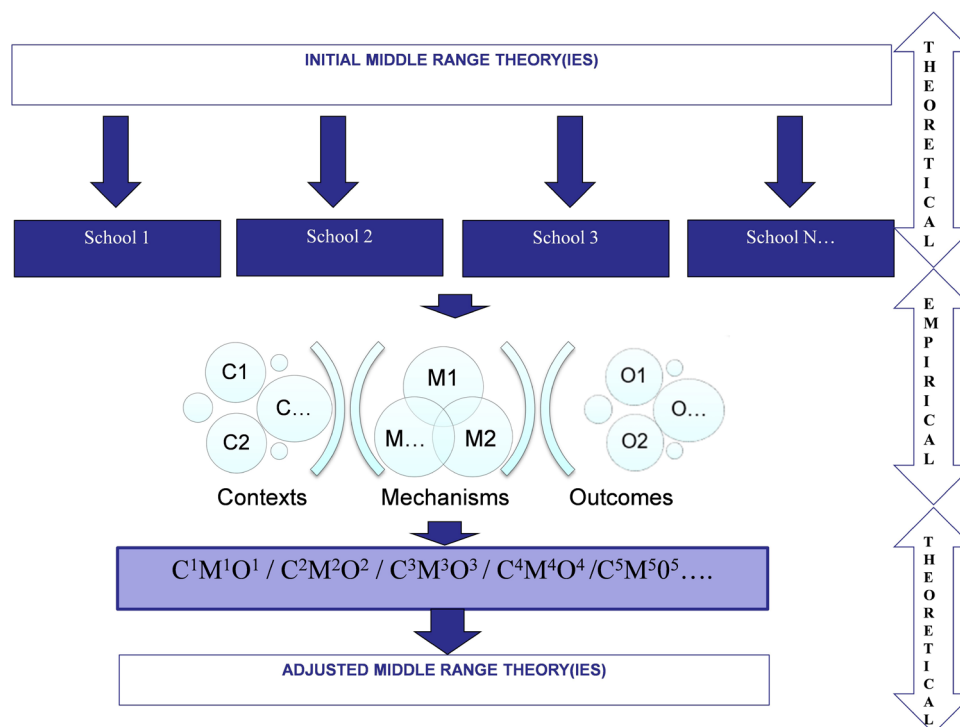 INITIAL MIDDLE RANGE THEORY(IES)
THEORETICAL
School 1
School 2
School 3
School N…
EMPIRICAL
C1
C…
C2
M1
M…
M2
O1
O…
O2
Contexts
Mechanisms
Outcomes
THEORETICAL
C¹M¹O¹ / C²M²O² / C³M³O³ / C⁴M⁴O⁴ /C⁵M⁵0⁵….
ADJUSTED MIDDLE RANGE THEORY(IES)